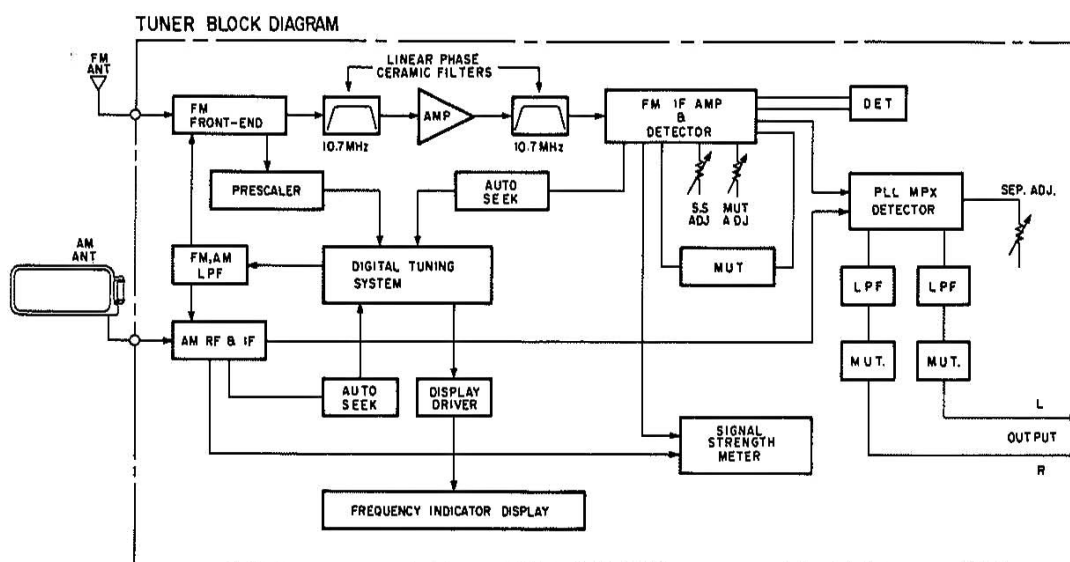 TUNER BLOCK DIAGRAM
FM
ANT
LINEAR PHASE
CERAMIC FILTERS
FM
FRONT-END
AMP
FM IF AMP
&
DETECTOR
DET
10.7MHz
10.7MHz
PRESCALER
AUTO
SEEK
S.S
ADJ
MUT
ADJ
PLL MPX
DETECTOR
SEP. ADJ.
AM
ANT
FM,AM
LPF
DIGITAL TUNING
SYSTEM
MUT
LPF
LPF
AM RF & IF
MUT.
MUT.
AUTO
SEEK
DISPLAY
DRIVER
SIGNAL
STRENGTH
METER
L
OUTPUT
R
FREQUENCY INDICATOR DISPLAY